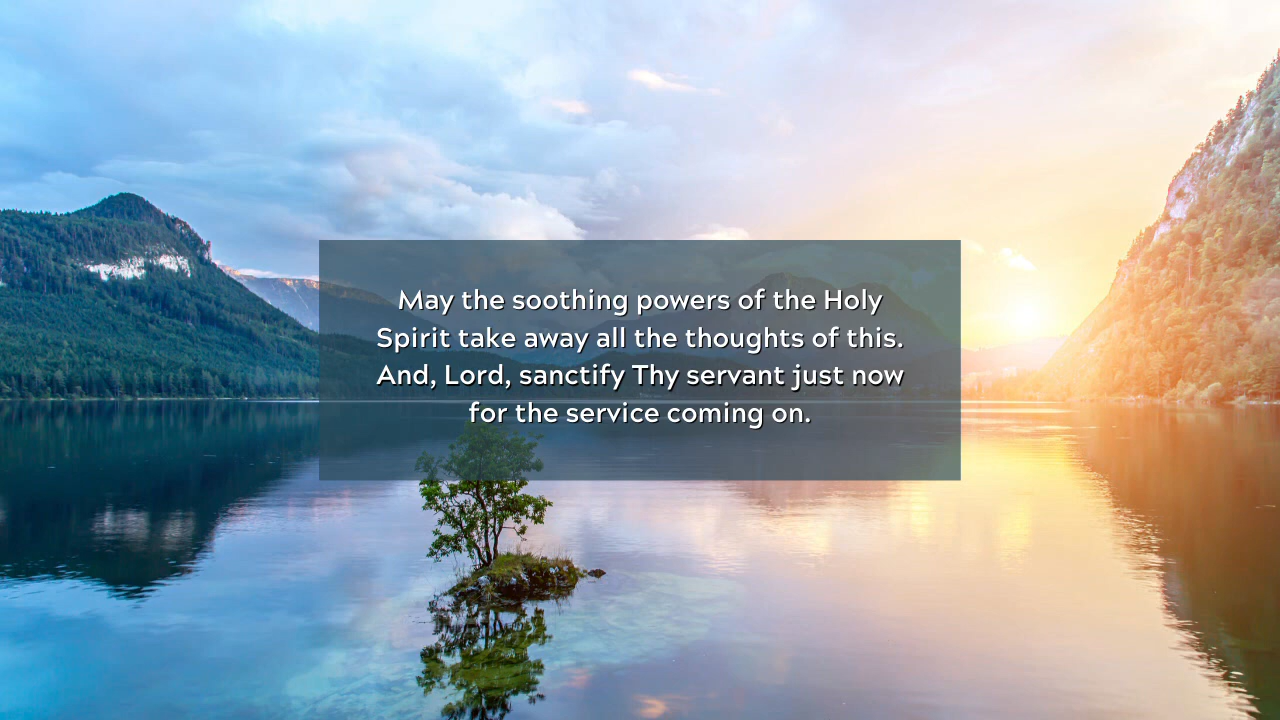 May the soothing powers of the Holy
Spirit take away all the thoughts of this.
And, Lord, sanctify Thy servant just now
for the service coming on.